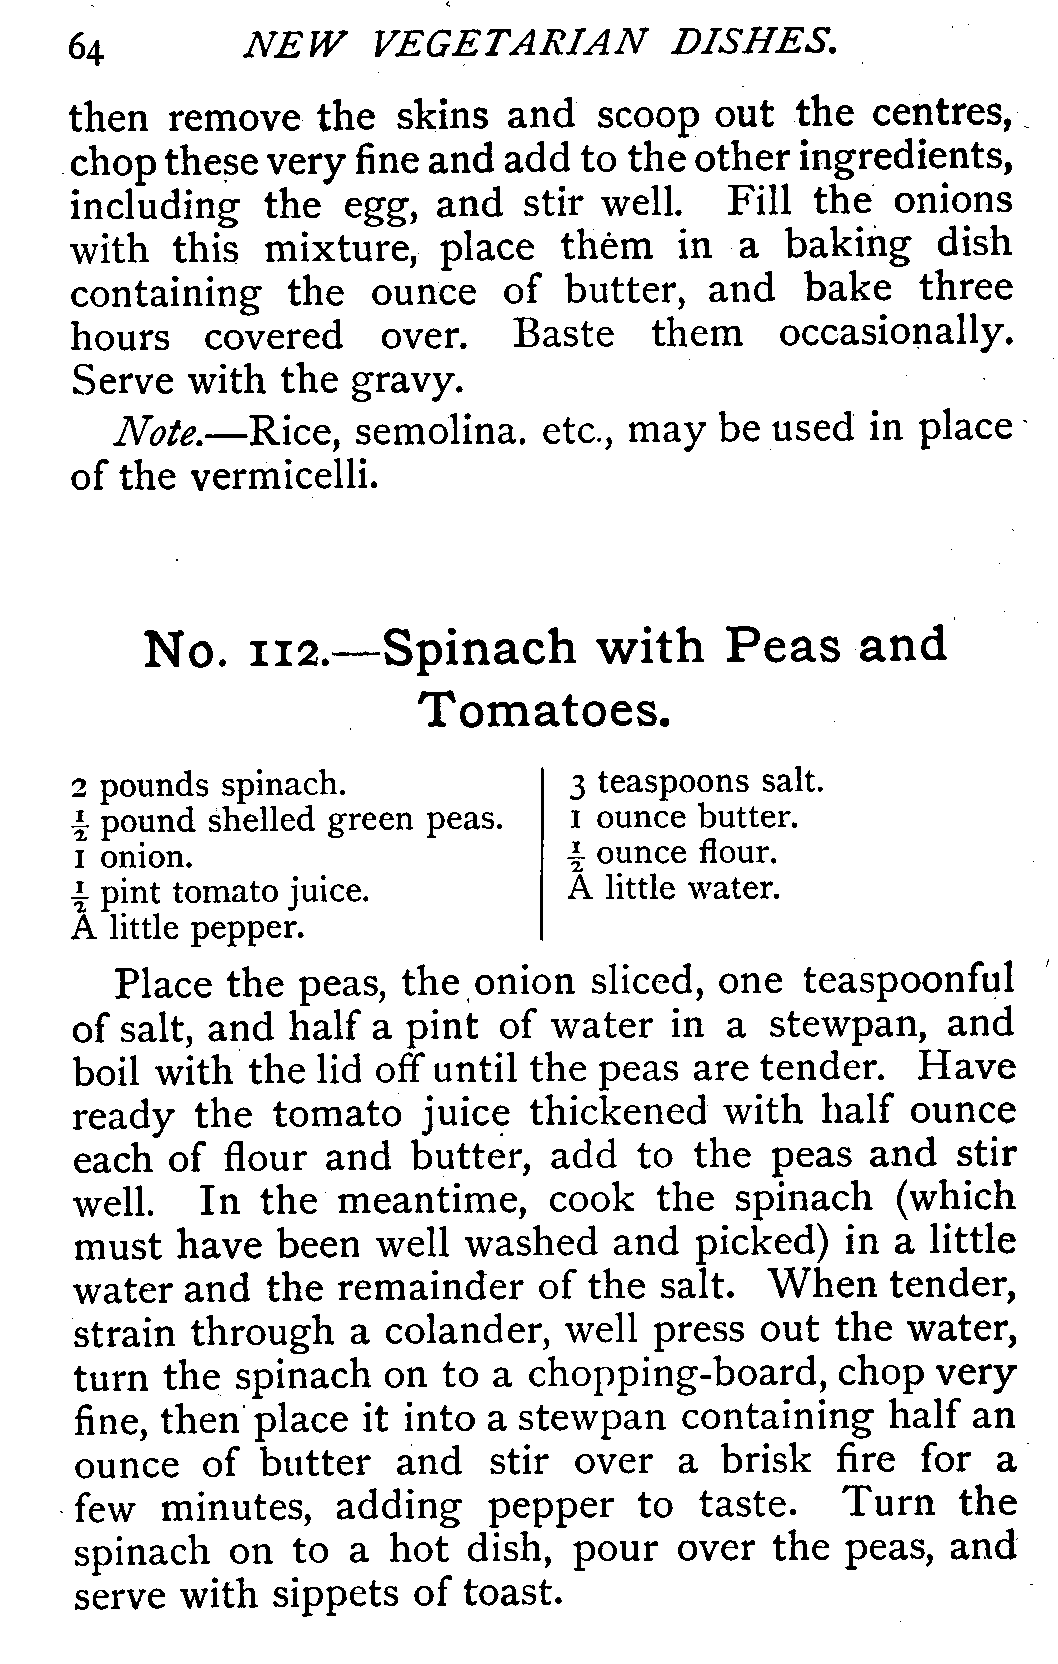 64 NEW VEGETARIAN DISHES.
then remove the skins and scoop out the centres,
chop these very fine and add to the other ingredients,
including the egg, and stir well. Fill the onions
with this mixture, place them in a baking dish
containing the ounce of butter, and bake three
hours covered over. Baste them occasionally.
Serve with the gravy.
Note.—Rice, semolina. etc., may be used in place
of the vermicelli.
No. 112.—Spinach with Peas and
Tomatoes.
2 pounds spinach.
½ pound shelled green peas.
1 onion.
½ pint tomato juice.
A little pepper.
3 teaspoons salt.
1 ounce butter.
½ ounce flour.
A little water.
Place the peas, the onion sliced, one teaspoonful
of salt, and half a pint of water in a stewpan, and
boil with the lid off until the peas are tender. Have
ready the tomato juice thickened with half ounce
each of flour and butter, add to the peas and stir
well. In the meantime, cook the spinach (which
must have been well washed and picked) in a little
water and the remainder of the salt. When tender,
strain through a colander, well press out the water,
turn the spinach on to a chopping-board, chop very
fine, then place it into a stewpan containing half an
ounce of butter and stir over a brisk fire for a
few minutes, adding pepper to taste. Turn the
spinach on to a hot dish, pour over the peas, and
serve with sippets of toast.